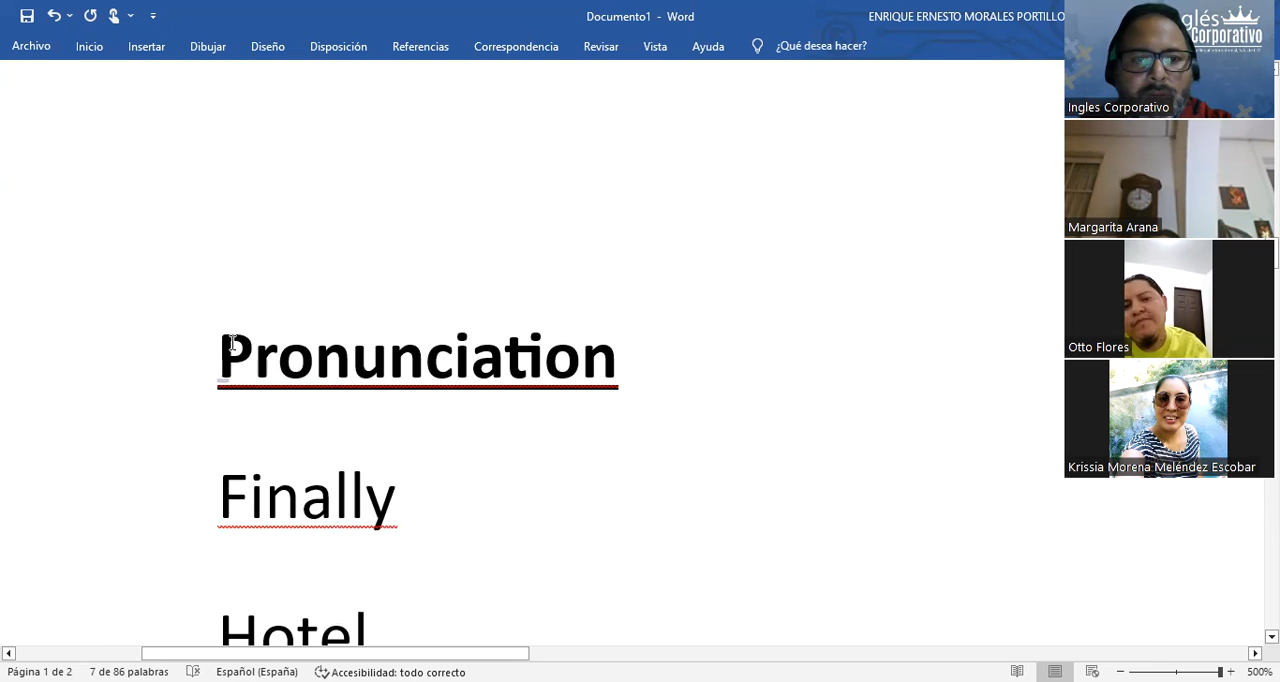 Documento1 - Word
ENRIQUE ERNESTO MORALES PORTILLO
Archivo Inicio Insertar Dibujar Diseño Disposición Referencias Correspondencia Revisar Vista Ayuda ¿Qué desea hacer?
glés
Corporativo
Ingles Corporativo
Margarita Arana
Otto Flores
Krissia Morena Meléndez Escobar
Pronunciation
Finally
Hotel
Página 1 de 2 7 de 86 palabras Español (España) Accesibilidad: todo correcto 500%